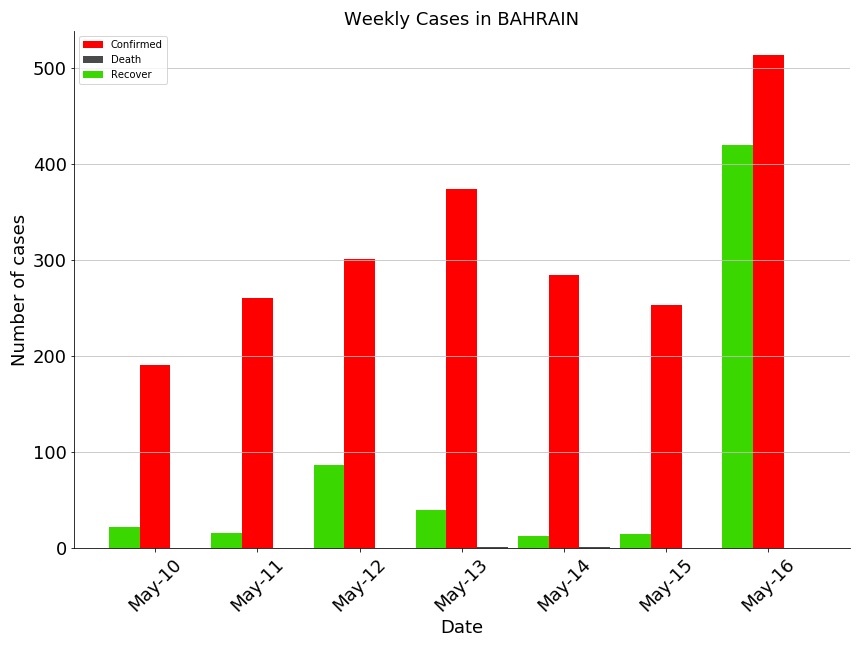 Weekly Cases in BAHRAIN
Confirmed
Death
Recover
Number of cases
500
400
300
200
100
0
May-10
May-11
May-12
May-13
May-14
May-15
May-16
Date